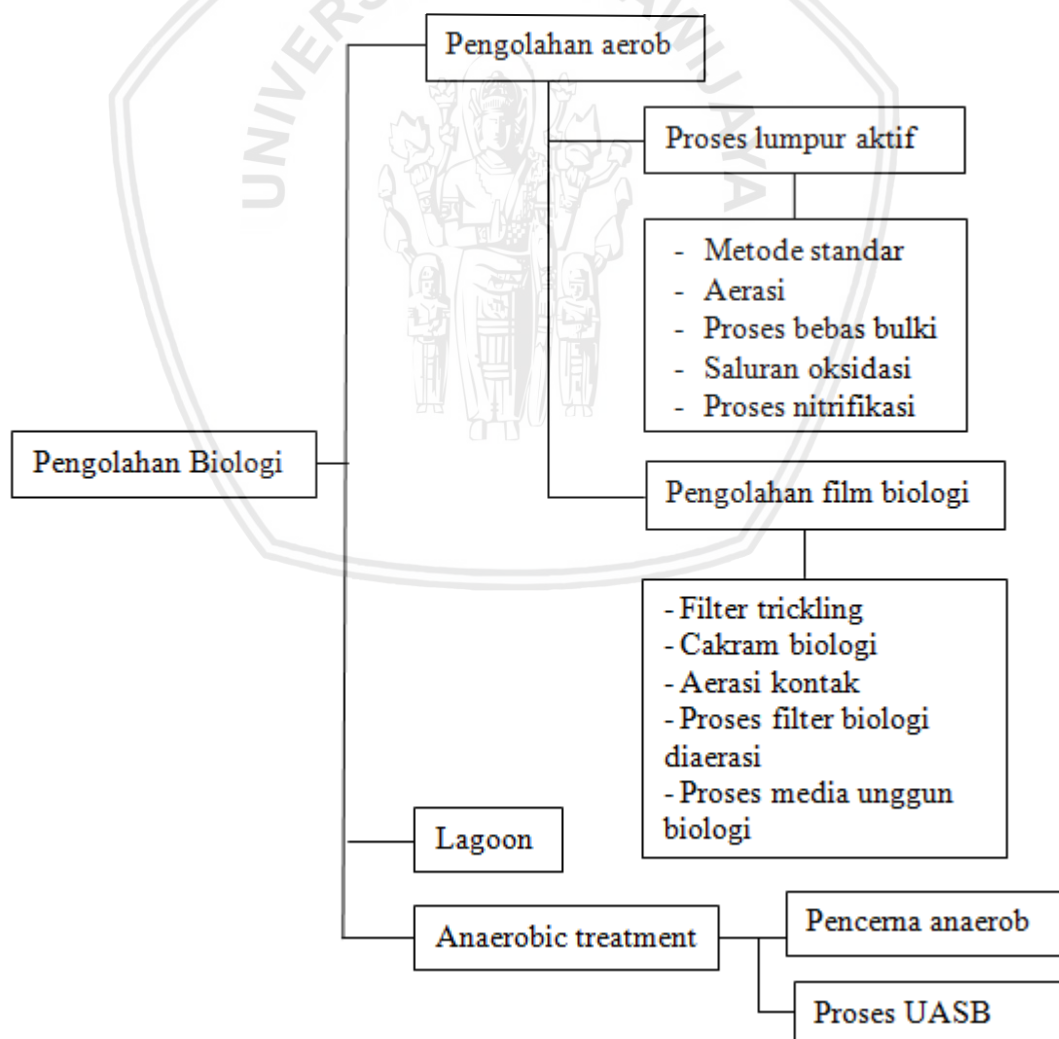 UNIVERS
AWIJAYA
Pengolahan aerob
Proses lumpur aktif
- Metode standar
- Aerasi
- Proses bebas bulki
- Saluran oksidasi
- Proses nitrifikasi
Pengolahan Biologi
Pengolahan film biologi
- Filter trickling
- Cakram biologi
- Aerasi kontak
- Proses filter biologi
diaerasi
- Proses media unggun
biologi
Lagoon
Anaerobic treatment
Pencerna anaerob
Proses UASB